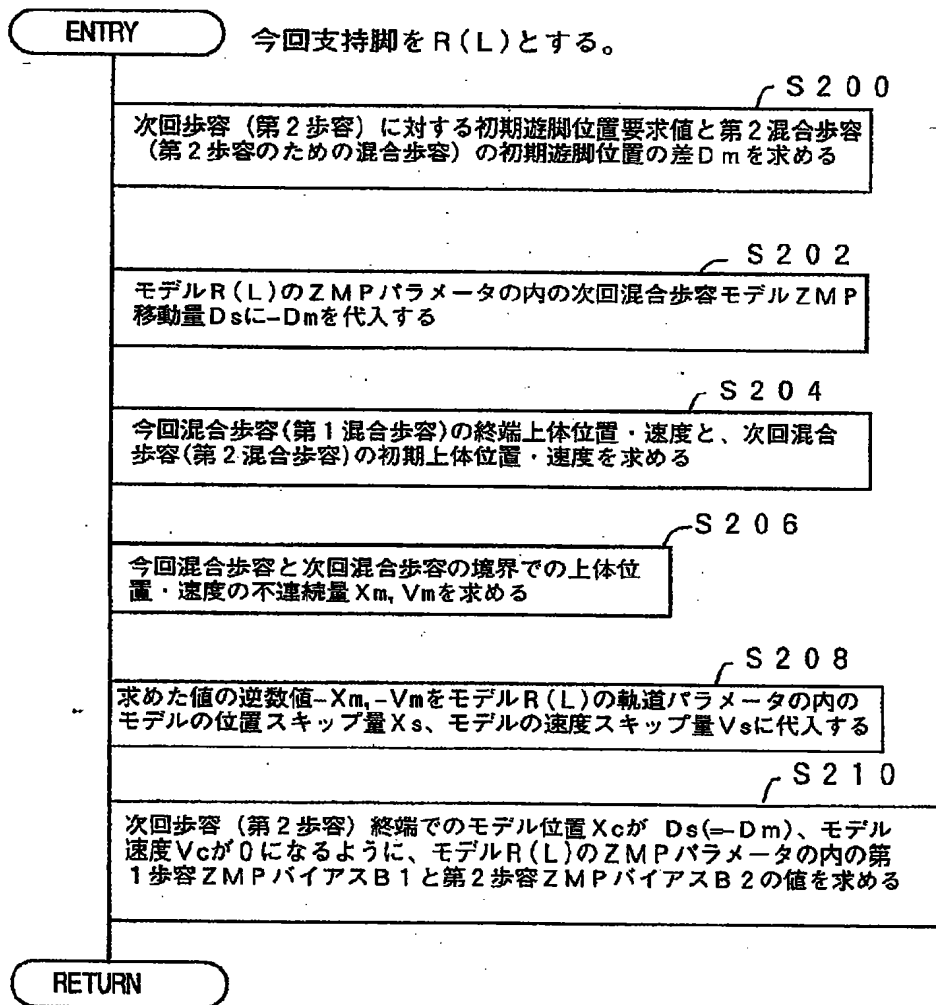 ENTRY
今回支持脚をR(L)とする。
S200
次回歩容(第2歩容)に対する初期遊脚位置要求値と第2混合歩容
(第2歩容のための混合歩容)の初期遊脚位置の差Dmを求める
S202
モデルR(L)のZMPパラメータの内の次回混合歩容モデルZMP
移動量Dsに-Dmを代入する
S204
今回混合歩容(第1混合歩容)の終端上体位置・速度と、次回混合
歩容(第2混合歩容)の初期上体位置・速度を求める
S206
今回混合歩容と次回混合歩容の境界での上体位
置・速度の不連続量Xm, Vmを求める
S208
求めた値の逆数値-Xm,-VmをモデルR(L)の軌道パラメータの内の
モデルの位置スキップ量Xs、モデルの速度スキップ量Vsに代入する
S210
次回歩容(第2歩容)終端でのモデル位置Xcが Ds(=-Dm)、モデル
速度Vcが0になるように、モデルR(L)のZMPパラメータの内の第
1歩容ZMPバイアスB1と第2歩容ZMPバイアスB2の値を求める
RETURN